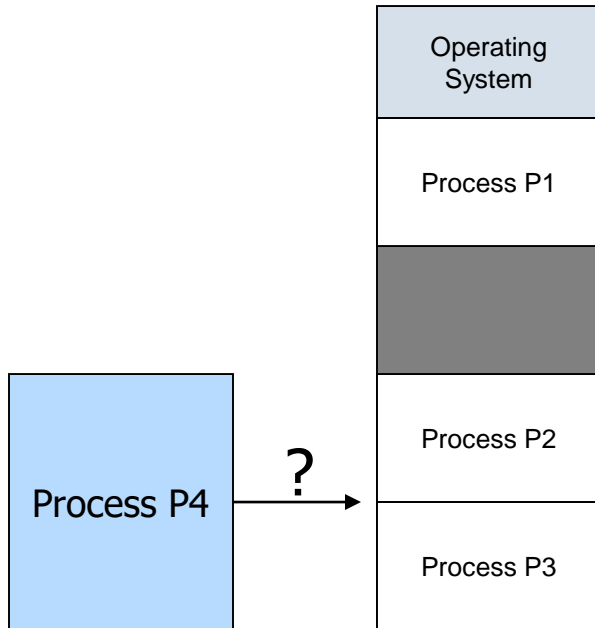 Operating
System
Process P1
Process P2
?
Process P4
Process P3